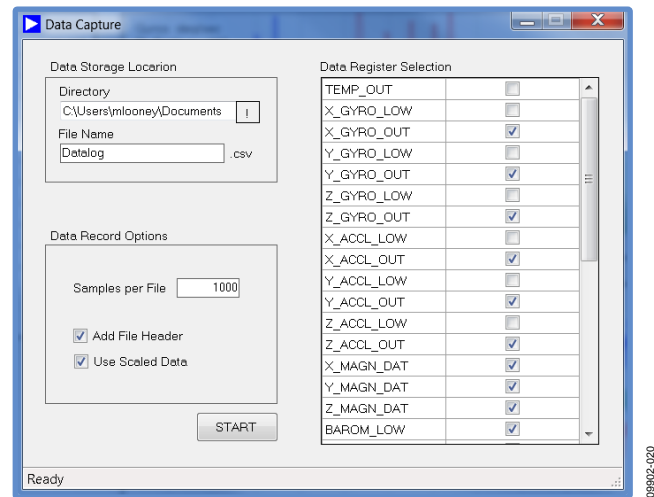 Data Capture
Data Storage Locarion
Directory
C:\Users\mlooney\Documents !
File Name
Datalog .csv
Data Record Options
Samples per File 1000
Add File Header
Use Scaled Data
START
Data Register Selection
TEMP_OUT
X_GYRO_LOW
X_GYRO_OUT
Y_GYRO_LOW
Y_GYRO_OUT
Z_GYRO_LOW
Z_GYRO_OUT
X_ACCL_LOW
X_ACCL_OUT
Y_ACCL_LOW
Y_ACCL_OUT
Z_ACCL_LOW
Z_ACCL_OUT
X_MAGN_DAT
Y_MAGN_DAT
Z_MAGN_DAT
BAROM_LOW
Ready
09902-020